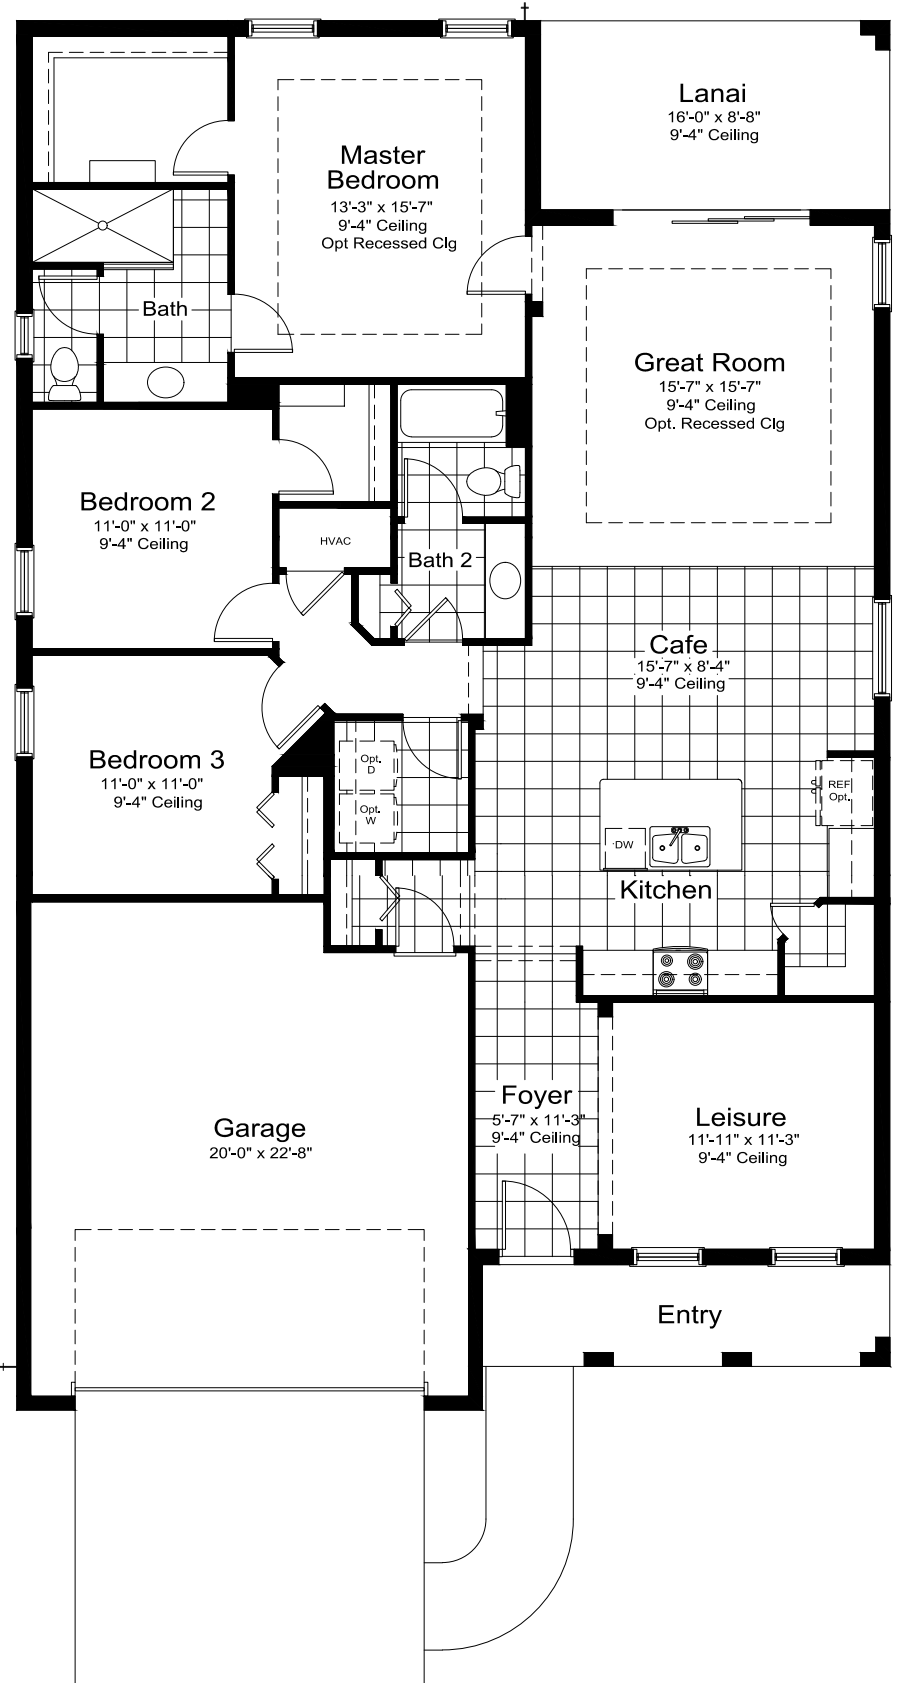 Lanai
16'-0" x 8'-8"
9'-4" Ceiling
Master
Bedroom
13'-3" x 15'-7"
9'-4" Ceiling
Opt Recessed Clg
Bath
Great Room
15'-7" x 15'-7"
9'-4" Ceiling
Opt. Recessed Clg
Bedroom 2
11'-0" x 11'-0"
9'-4" Ceiling
HVAC
Bath 2
Cafe
15'-7" x 8'-4"
9'-4" Ceiling
Bedroom 3
11'-0" x 11'-0"
9'-4" Ceiling
Opt.
D
Opt.
W
REF
Opt.
DW
Kitchen
Foyer
5'-7" x 11'-3"
9'-4" Ceiling
Leisure
11'-11" x 11'-3"
9'-4" Ceiling
Garage
20'-0" x 22'-8"
Entry